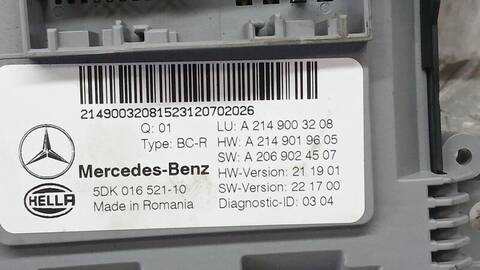 21490032081523120702026
Q: 01 LU: A 214 900 32 08
Type: BC-R HW: A 214 901 96 05
SW: A 206 902 45 07
Mercedes-Benz HW-Version: 21 19 01
5DK 016 521-10 SW-Version: 22 17 00
Made in Romania Diagnostic-ID: 03 04
HELLA